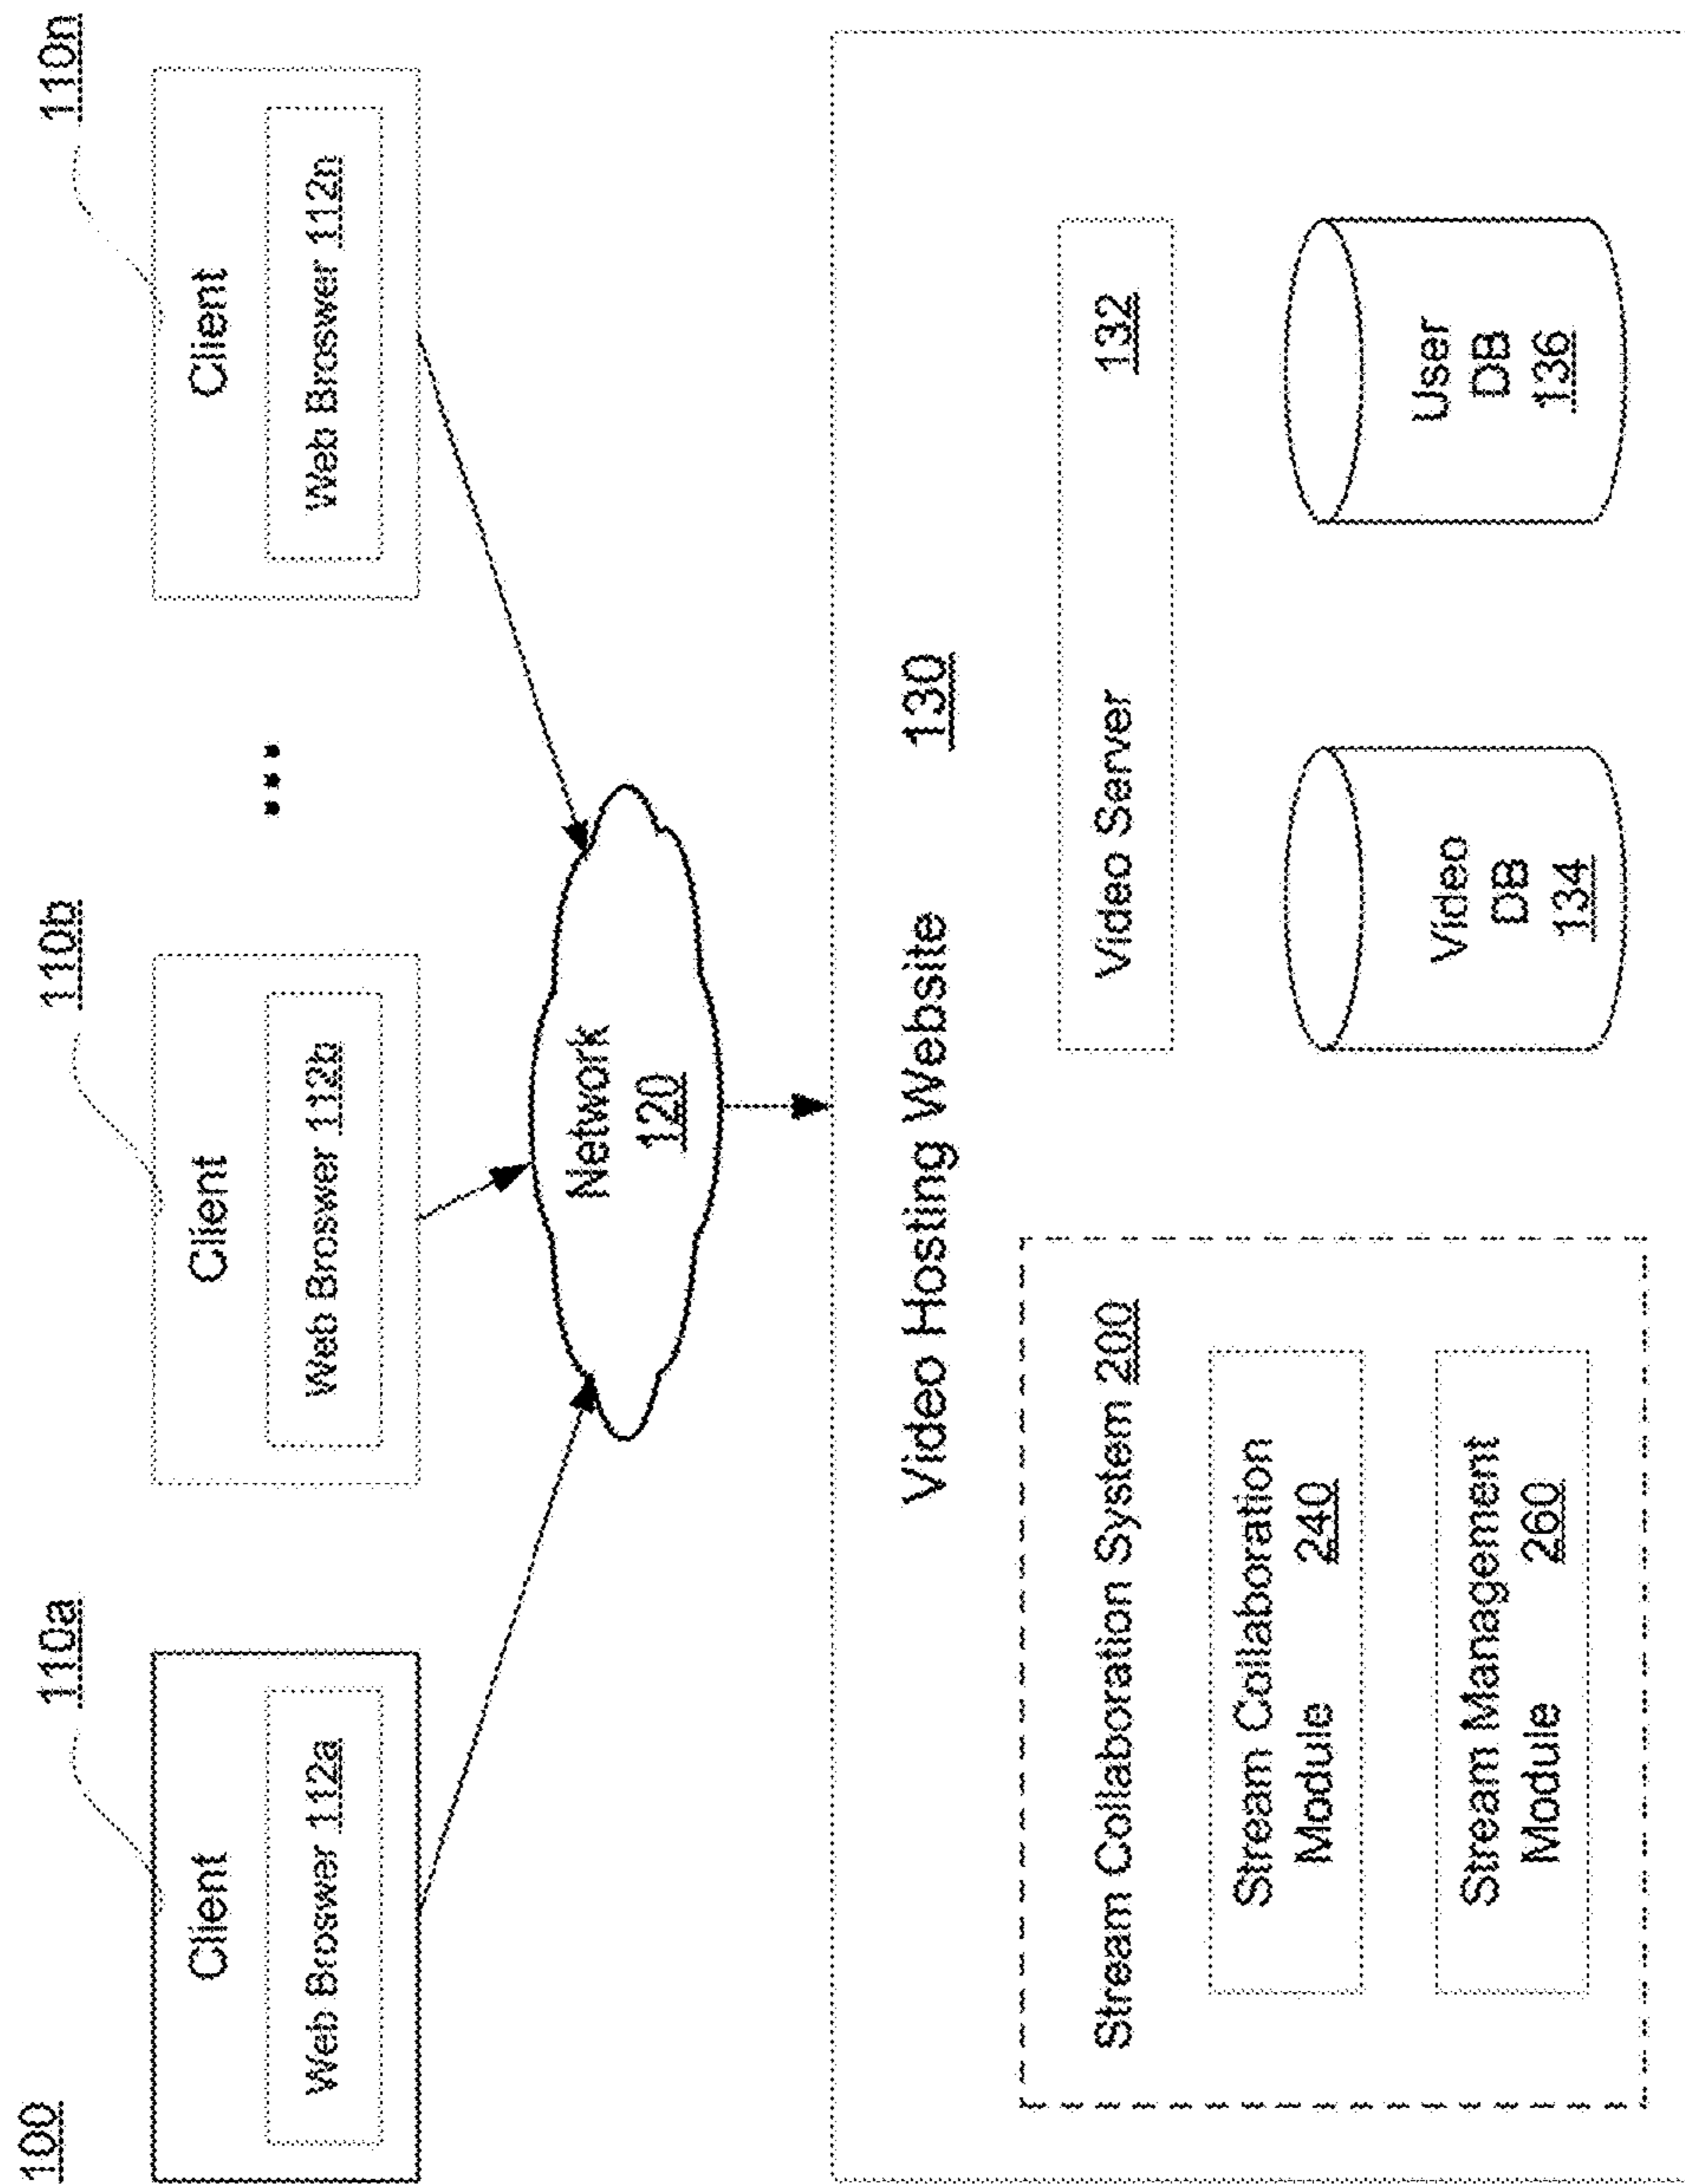 100
110a
110b
110n
Client
Web Broswer 112a
Client
Web Broswer 112b
...
Client
Web Broswer 112n
Network
120
Video Hosting Website 130
Stream Collaboration System 200
Stream Collaboration
Module 240
Stream Management
Module 260
Video Server 132
Video
DB
134
User
DB
136